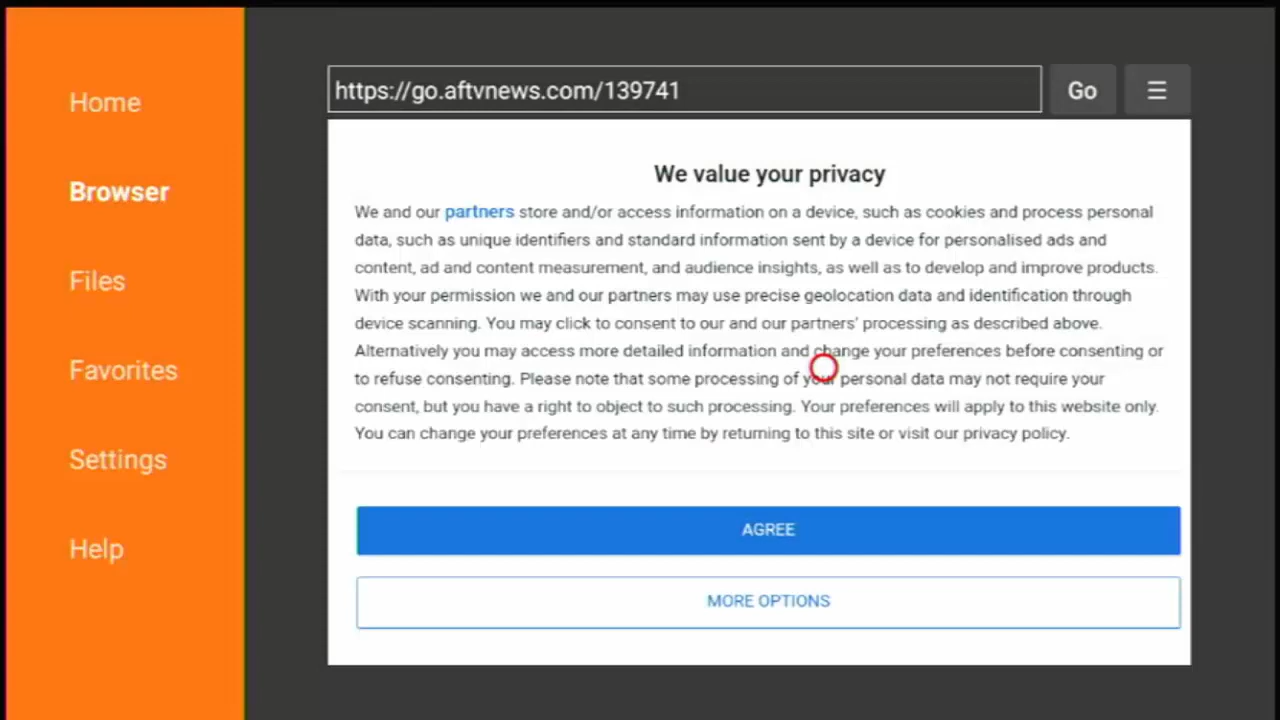 Home
Browser
Files
Favorites
Settings
Help
https://go.aftvnews.com/139741
Go
We value your privacy
We and our partners store and/or access information on a device, such as cookies and process personal
data, such as unique identifiers and standard information sent by a device for personalised ads and
content, ad and content measurement, and audience insights, as well as to develop and improve products.
With your permission we and our partners may use precise geolocation data and identification through
device scanning. You may click to consent to our and our partners' processing as described above.
Alternatively you may access more detailed information and change your preferences before consenting or
to refuse consenting. Please note that some processing of your personal data may not require your
consent, but you have a right to object to such processing. Your preferences will apply to this website only.
You can change your preferences at any time by returning to this site or visit our privacy policy.
AGREE
MORE OPTIONS